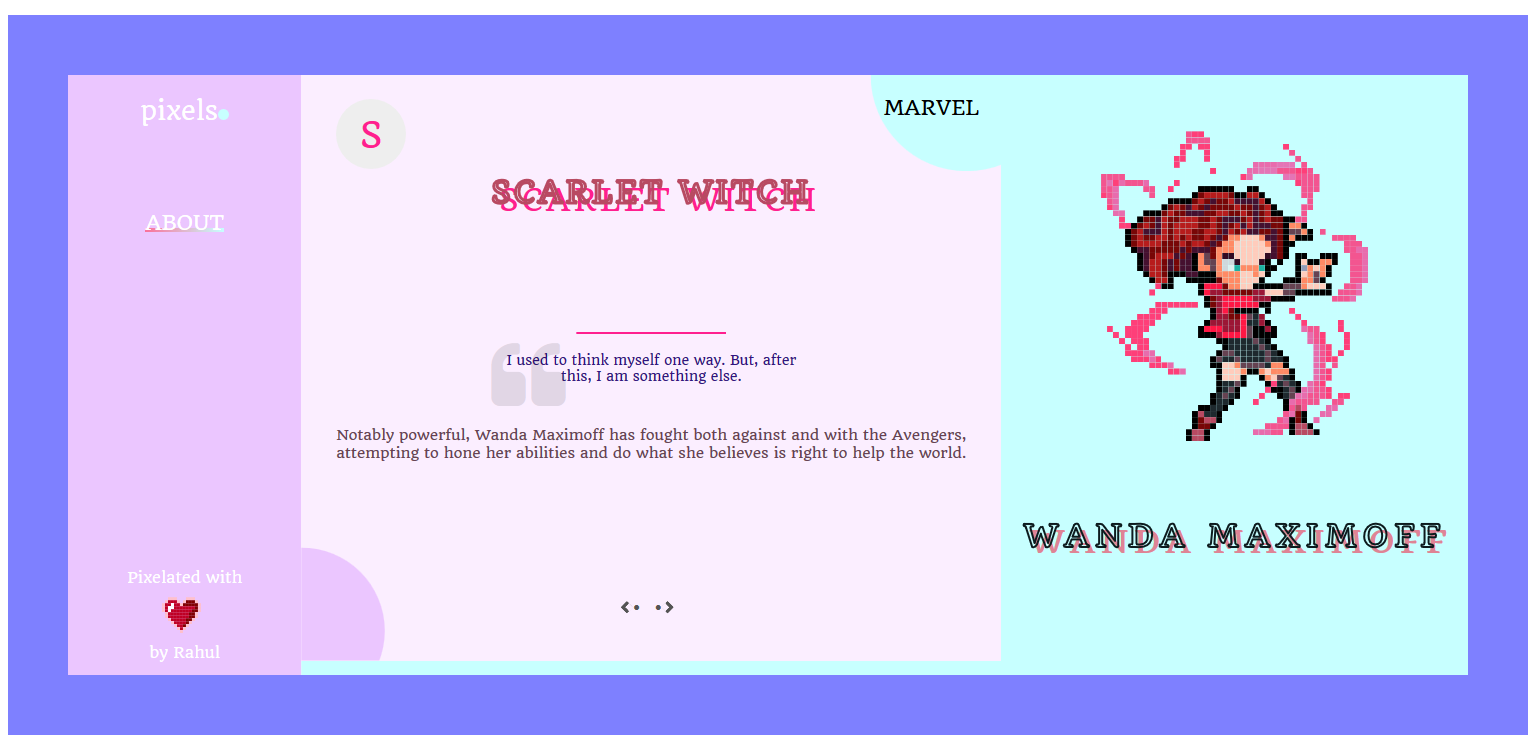 pixels
ABOUT
Pixelated with
by Rahul
S
MARVEL
SCARLET WITCH
I used to think myself one way. But, after
this, I am something else.
Notably powerful, Wanda Maximoff has fought both against and with the Avengers,
attempting to hone her abilities and do what she believes is right to help the world.
WANDA MAXIMOFF